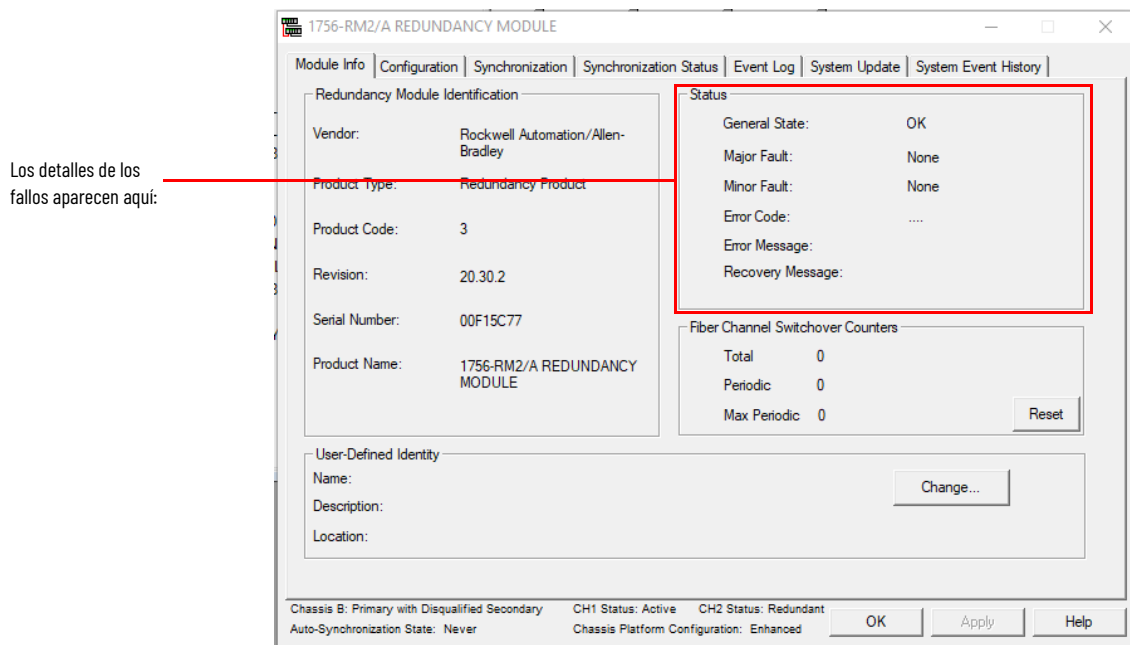 1756-RM2/A REDUNDANCY MODULE
Module Info
Configuration
Synchronization
Synchronization Status
Event Log
System Update
System Event History
Los detalles de los
fallos aparecen aquí:
Redundancy Module Identification
Vendor: Rockwell Automation/Allen-
Bradley
Product Type: Redundancy Product
Product Code: 3
Revision: 20.30.2
Serial Number: 00F15C77
Product Name: 1756-RM2/A REDUNDANCY
MODULE
Status
General State: OK
Major Fault: None
Minor Fault: None
Error Code: ....
Error Message:
Recovery Message:
Fiber Channel Switchover Counters
Total 0
Periodic 0
Max Periodic 0
Reset
User-Defined Identity
Name:
Description:
Location:
Change...
Chassis B: Primary with Disqualified Secondary CH1 Status: Active CH2 Status: Redundant
Auto-Synchronization State: Never Chassis Platform Configuration: Enhanced
OK
Apply
Help